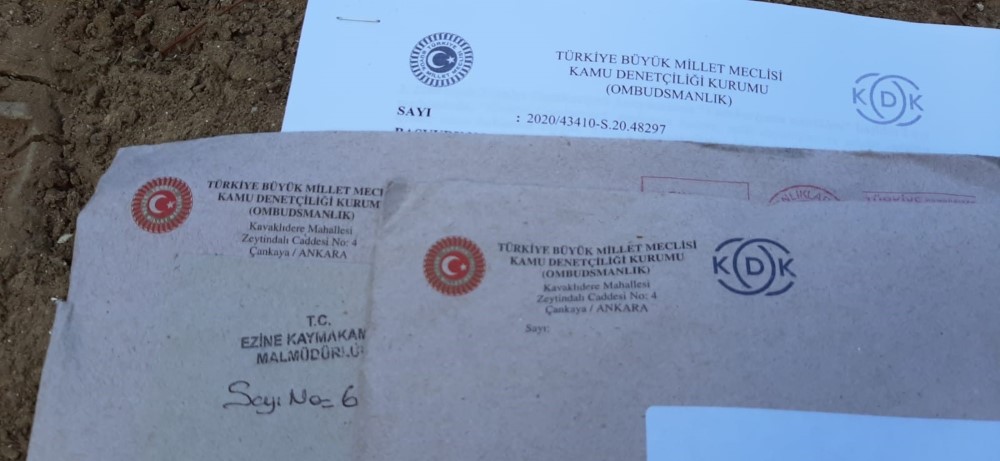 TÜRKİYE BÜYÜK MİLLET MECLİSİ
KAMU DENETÇİLİĞİ KURUMU
(OMBUDSMANLIK)
KDK
SAYI : 2020/43410-S.20.48297
TÜRKİYE BÜYÜK MİLLET MECİ
KAMU DENETÇİLİĞİ KURUM
(OMBUDSMANLIK)
Kavaklıdere Mahallesi
Zeytindalı Caddesi No: 4
Çankaya / ANKARA
T.C.
EZİNE KAYMAKAM
MALMÜDÜRLÜ
Sayı No= 6
TÜRKİYE BÜYÜK MİLLET MECLİSİ
KAMU DENETÇİLİĞİ KURUMU
(OMBUDSMANLIK)
Kavaklıdere Mahallesi
Zeytindalı Caddesi No: 4
Çankaya / ANKARA
Sayı:
KDK